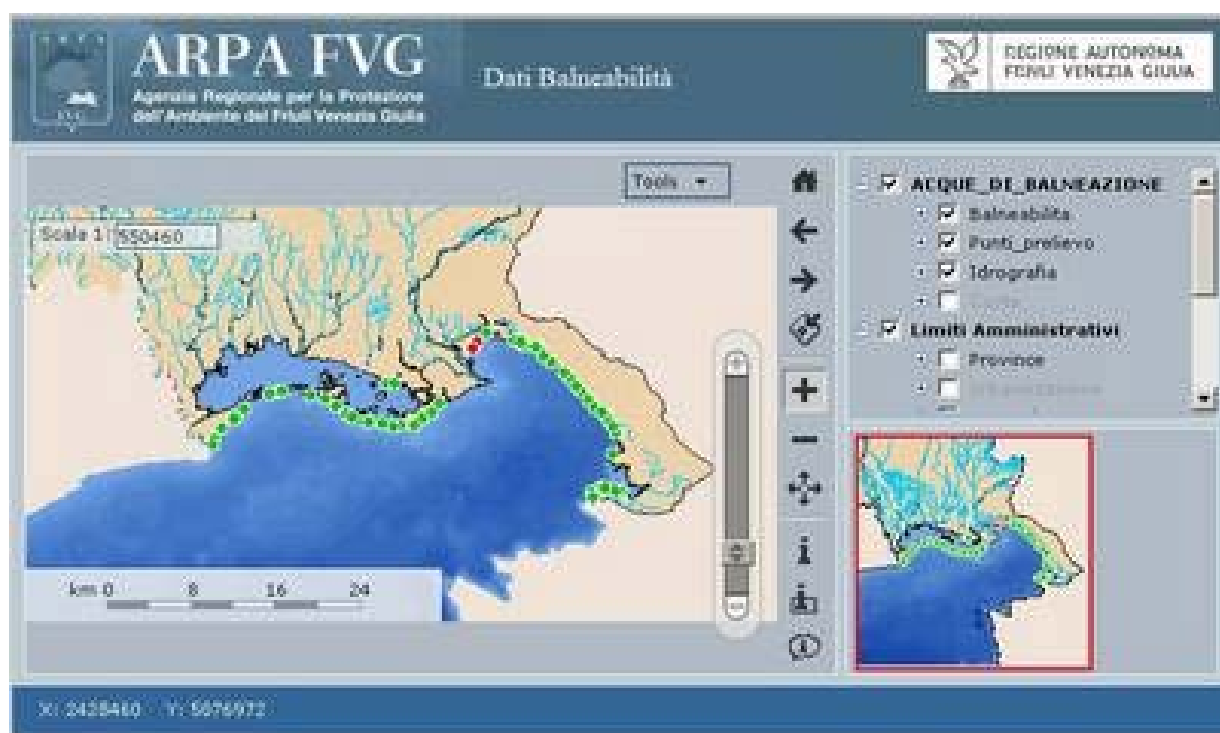 ARPA FVG
Agenzia Regionale per la Protezione
dell'Ambiente del Friuli Venezia Giulia
Dati Balneabilità
REGIONE AUTONOMA
FRIULI VENEZIA GIULIA
Tools
Scala 1: 550460
ACQUE_DI_BALNEAZIONE
Balneabilita
Punti_prelievo
Idrografia
Limiti Amministrativi
Province
km 0 8 16 24
X: 2428460 Y: 5076972